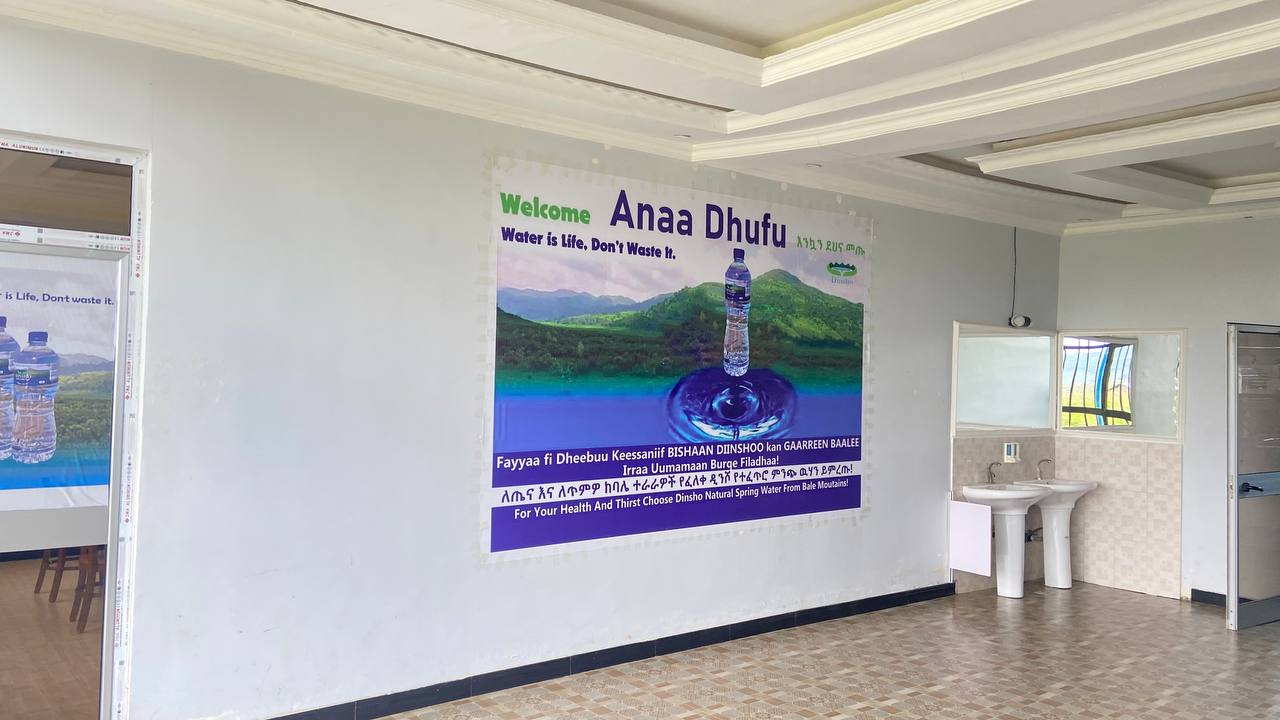 Welcome
Anaa Dhufu
እንኳን ደህና መጡ
Water is Life, Don't Waste It.
Dinsho
Fayyaa fi Dheebuu Keessaniif BISHAAN DIINSHOO kan GAARREEN BAALEE
Irraa Uumamaan Burqe Filadhaa!
ለጤና እና ለጥምዎ ከባሌ ተራራዎች የፈለቀ ዲንሾ የተፈጥሮ ምንጭ ዉሃን ይምረጡ!
For Your Health And Thirst Choose Dinsho Natural Spring Water From Bale Moutains!
is Life, Don't waste it.